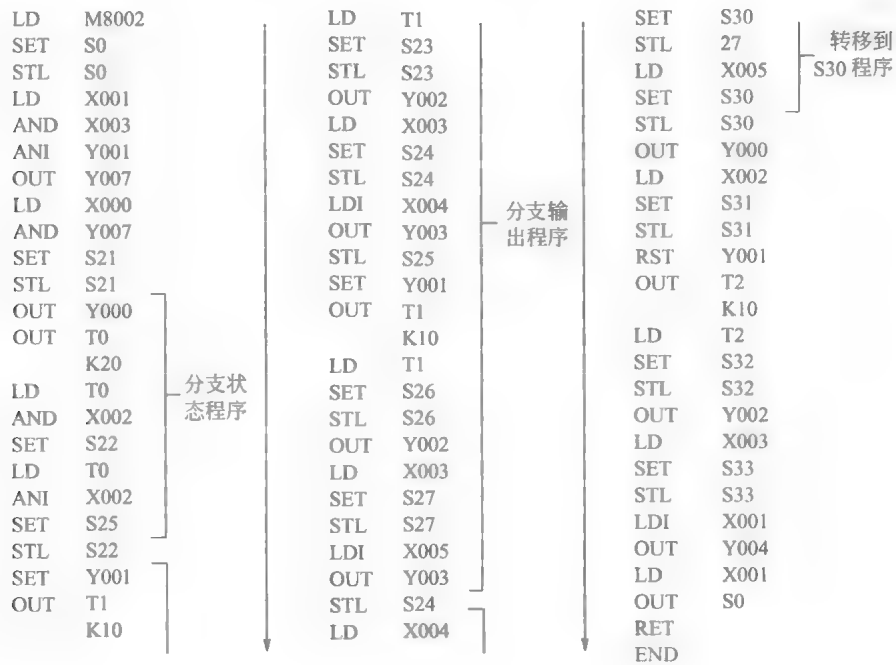 LD M8002
SET S0
STL S0
LD X001
AND X003
ANI Y001
OUT Y007
LD X000
AND Y007
SET S21
STL S21
OUT Y000
OUT T0
K20
LD T0
AND X002
SET S22
LD T0
ANI X002
SET S25
STL S22
SET Y001
OUT T1
K10
分支状
态程序
LD T1
SET S23
STL S23
OUT Y002
LD X003
SET S24
STL S24
LDI X004
OUT Y003
STL S25
SET Y001
OUT T1
K10
LD T1
SET S26
STL S26
OUT Y002
LD X003
SET S27
STL S27
LDI X005
OUT Y003
STL S24
LD X004
分支输
出程序
SET S30
STL 27
LD X005
SET S30
STL S30
OUT Y000
LD X002
SET S31
STL S31
RST Y001
OUT T2
K10
LD T2
SET S32
STL S32
OUT Y002
LD X003
SET S33
STL S33
LDI X001
OUT Y004
LD X001
OUT S0
RET
END
转移到
S30 程序